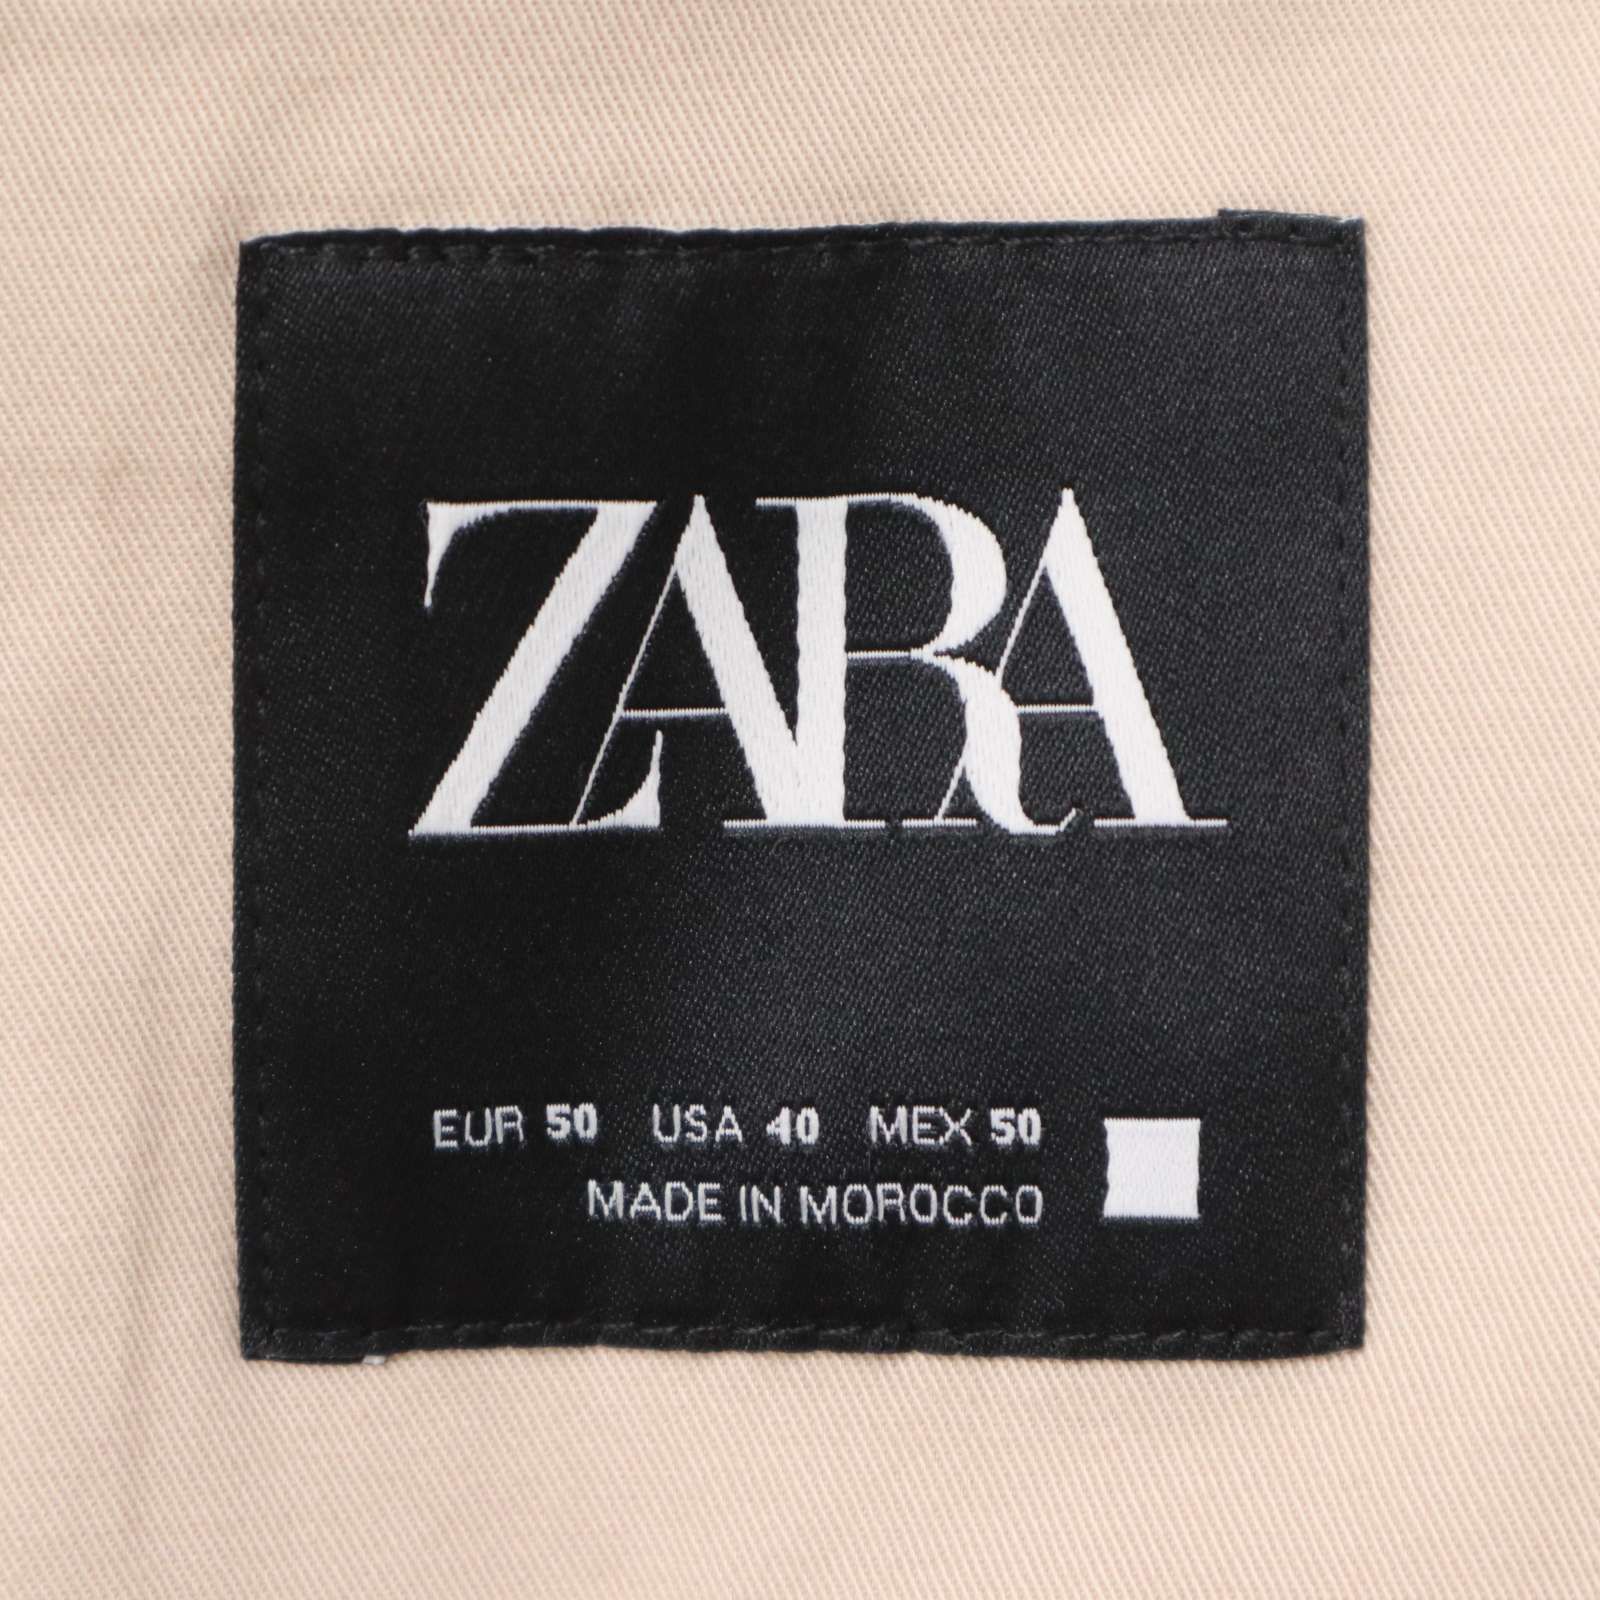 ZARA
EUR 50 USA 40 MEX 50
MADE IN MOROCCO